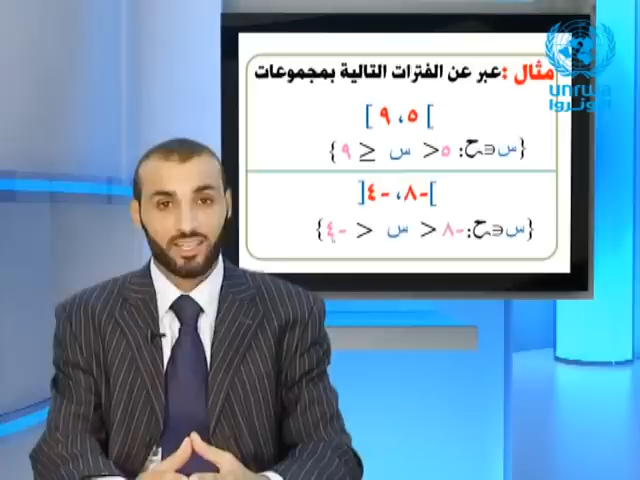 مثال : عبر عن الفترات التالية بمجموعات
] ٥، ٩ ]
{س∈ح: ٥< س ≤ ٩}
]-٨، -٤[
{س∈ح: -٨ < س < -٤}
unrwa
الأونروا